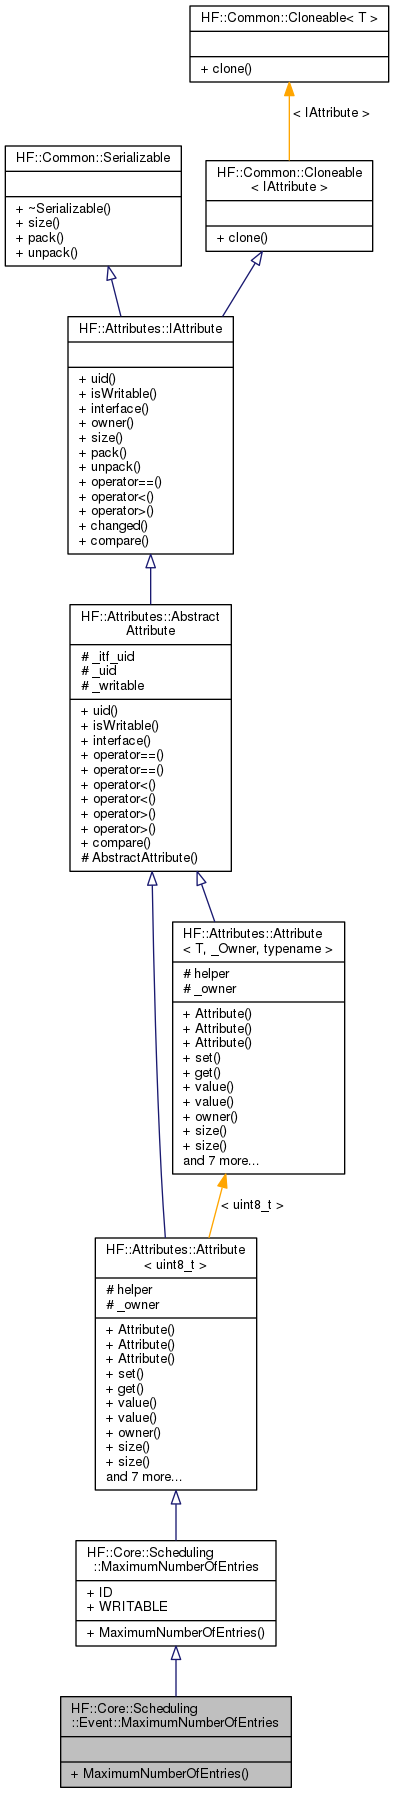 HF::Common::Cloneable< T >
+ clone()
< IAttribute >
HF::Common::Serializable
+ ~Serializable()
+ size()
+ pack()
+ unpack()
HF::Common::Cloneable
< IAttribute >
+ clone()
HF::Attributes::IAttribute
+ uid()
+ isWritable()
+ interface()
+ owner()
+ size()
+ pack()
+ unpack()
+ operator==()
+ operator<()
+ operator>()
+ changed()
+ compare()
HF::Attributes::Abstract
Attribute
# _itf_uid
# _uid
# _writable
+ uid()
+ isWritable()
+ interface()
+ operator==()
+ operator==()
+ operator<()
+ operator<()
+ operator>()
+ operator>()
+ compare()
# AbstractAttribute()
HF::Attributes::Attribute
< T, _Owner, typename >
# helper
# _owner
+ Attribute()
+ Attribute()
+ Attribute()
+ set()
+ get()
+ value()
+ value()
+ owner()
+ size()
+ size()
and 7 more...
< uint8_t >
HF::Attributes::Attribute
< uint8_t >
# helper
# _owner
+ Attribute()
+ Attribute()
+ Attribute()
+ set()
+ get()
+ value()
+ value()
+ owner()
+ size()
+ size()
and 7 more...
HF::Core::Scheduling
::MaximumNumberOfEntries
+ ID
+ WRITABLE
+ MaximumNumberOfEntries()
HF::Core::Scheduling
::Event::MaximumNumberOfEntries
+ MaximumNumberOfEntries()